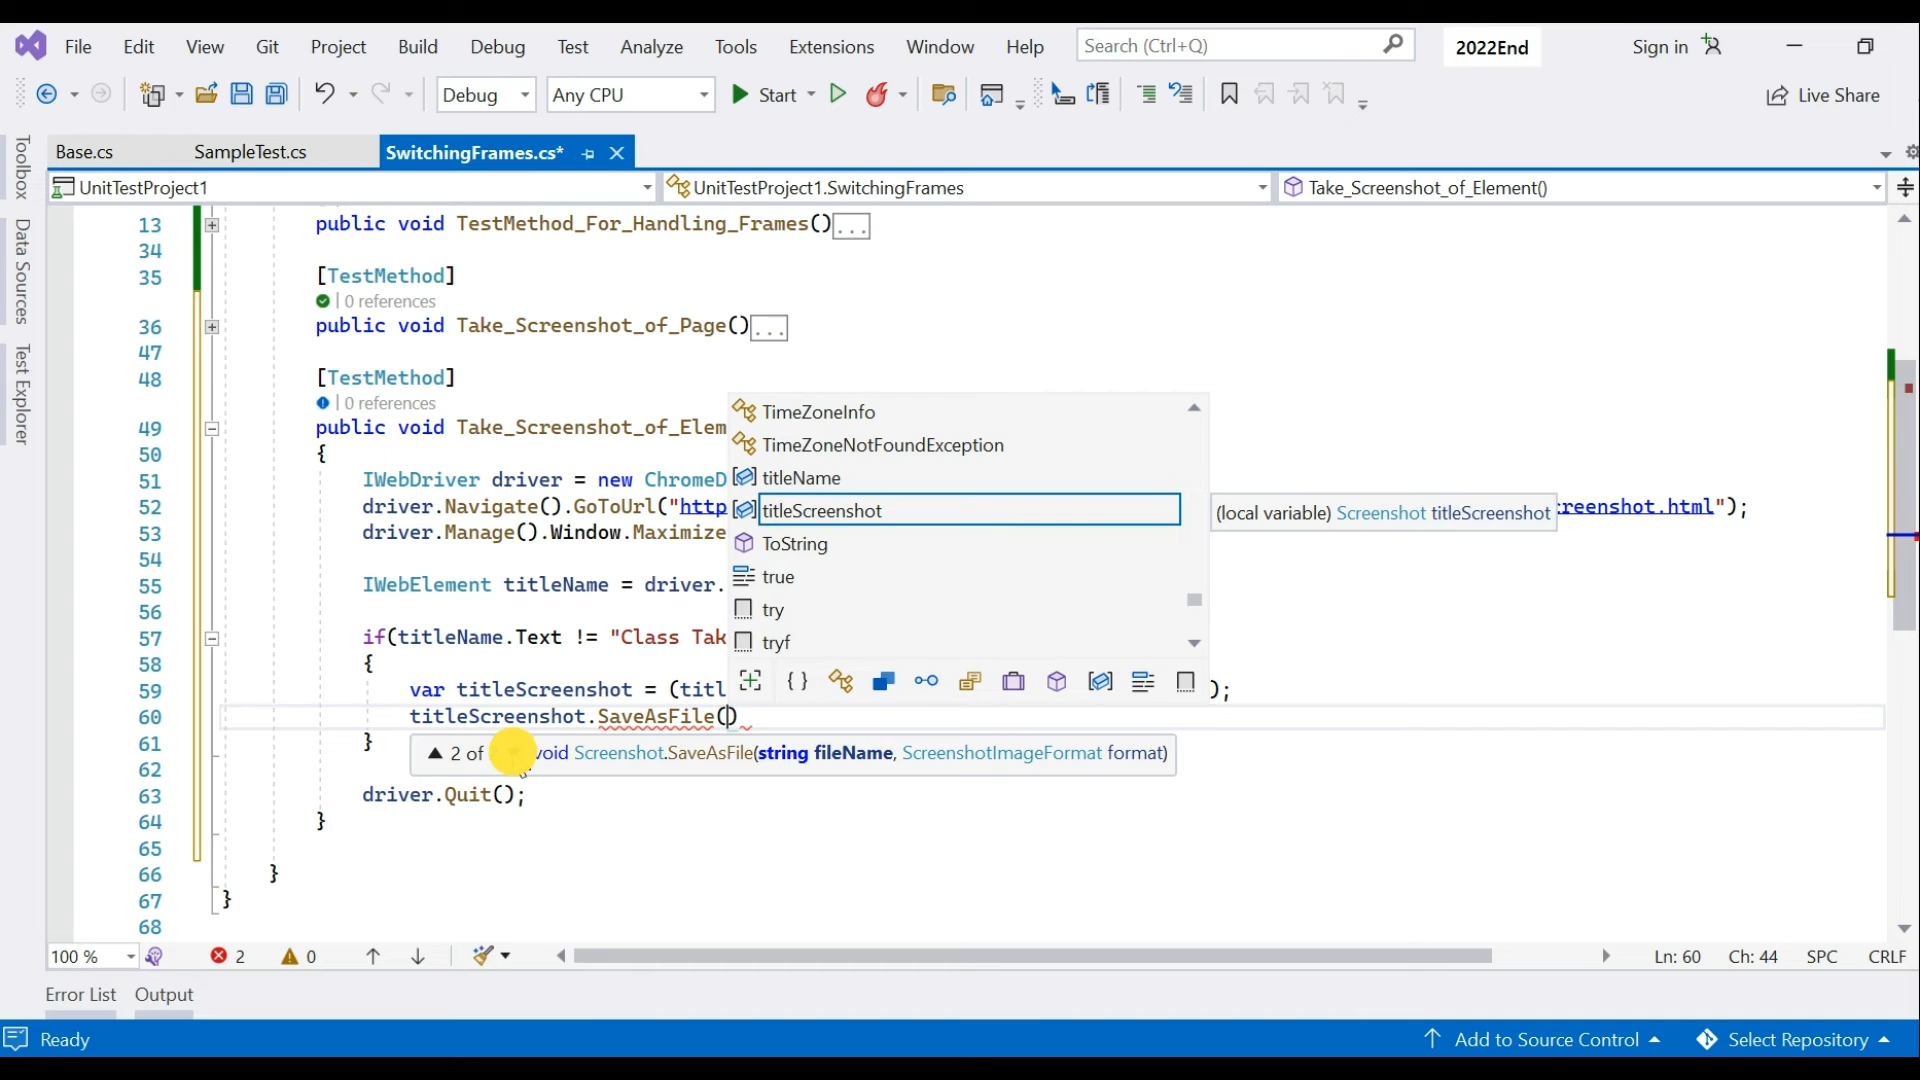 File Edit View Git Project Build Debug Test Analyze Tools Extensions Window Help Search (Ctrl+Q) 2022End Sign in
Debug Any CPU Start Live Share
Base.cs SampleTest.cs SwitchingFrames.cs*
UnitTestProject1 UnitTestProject1.SwitchingFrames Take_Screenshot_of_Element()
Toolbox
Data Sources
Test Explorer
13 public void TestMethod_For_Handling_Frames()...
34
35 [TestMethod]
0 references
36 public void Take_Screenshot_of_Page()...
47
48 [TestMethod]
0 references
49 public void Take_Screenshot_of_Elem
50 {
51 IWebDriver driver = new ChromeD
52 driver.Navigate().GoToUrl("http creenshot.html");
53 driver.Manage().Window.Maximize
54
55 IWebElement titleName = driver.
56
57 if(titleName.Text != "Class Tak
58 {
59 var titleScreenshot = (titl );
60 titleScreenshot.SaveAsFile()
61 }
62
63 driver.Quit();
64 }
65
66 }
67 }
68
TimeZoneInfo
TimeZoneNotFoundException
titleName
titleScreenshot
ToString
true
try
tryf
(local variable) Screenshot titleScreenshot
▲ 2 of void Screenshot.SaveAsFile(string fileName, ScreenshotImageFormat format)
100 % 2 0 Ln: 60 Ch: 44 SPC CRLF
Error List Output
Ready Add to Source Control Select Repository